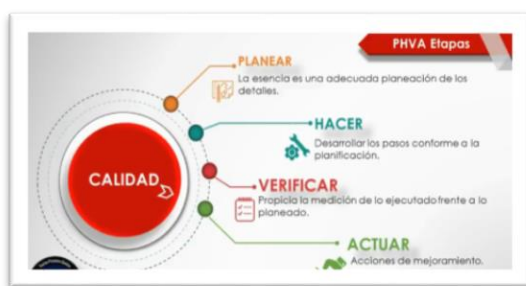 PHVA Etapas
PLANEAR
La esencia es una adecuada planeación de los
detalles.
HACER
Desarrollar los pasos conforme a la
planificación.
CALIDAD
VERIFICAR
Propicia la medición de lo ejecutado frente a lo
planeado.
ACTUAR
Acciones de mejoramiento.